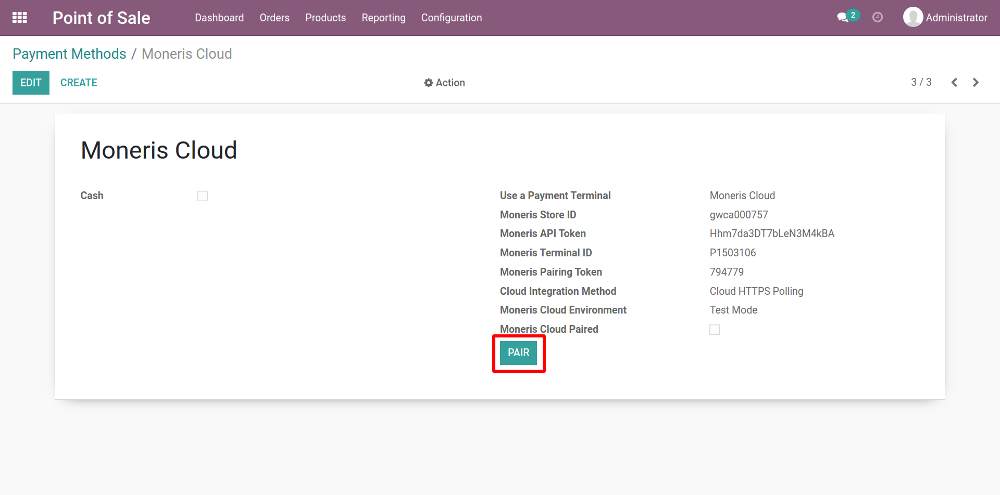 Point of Sale Dashboard Orders Products Reporting Configuration 2 Administrator
Payment Methods / Moneris Cloud
EDIT CREATE Action 3 / 3
Moneris Cloud
Cash
Use a Payment Terminal Moneris Cloud
Moneris Store ID gwca000757
Moneris API Token Hhm7da3DT7bLeN3M4kBA
Moneris Terminal ID P1503106
Moneris Pairing Token 794779
Cloud Integration Method Cloud HTTPS Polling
Moneris Cloud Environment Test Mode
Moneris Cloud Paired
PAIR